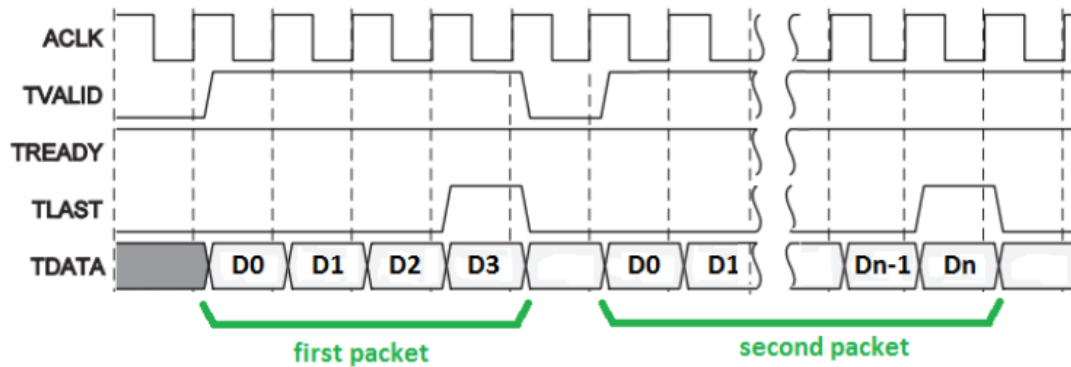 ACLK
TVALID
TREADY
TLAST
TDATA D0 D1 D2 D3 D0 D1 Dn-1 Dn
first packet second packet